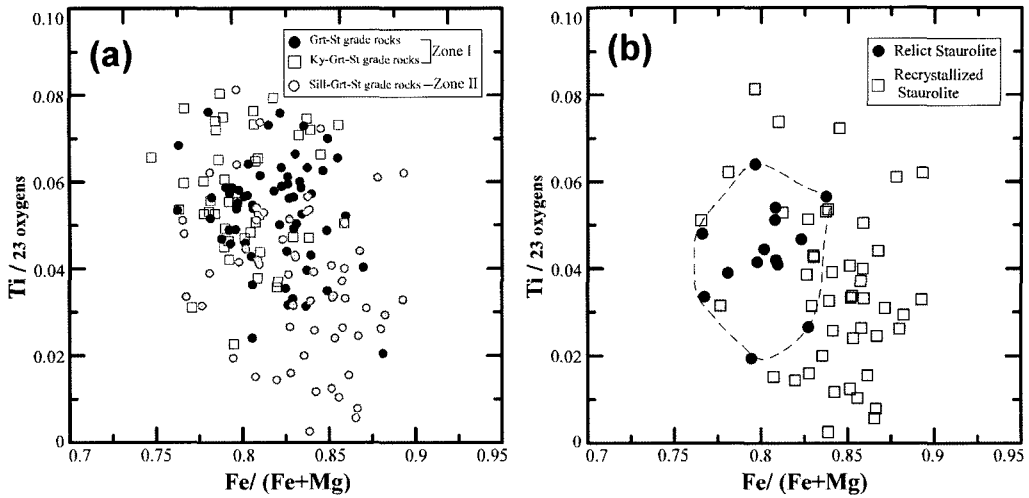 (a)
Grt-St grade rocks
Ky-Grt-St grade rocks
Zone I
Sill-Grt-St grade rocks — Zone II
0.10
0.08
0.06
0.04
0.02
0
Ti / 23 oxygens
0.7
0.75
0.8
0.85
0.9
0.95
Fe/ (Fe+Mg)
(b)
Relict Staurolite
Recrystallized
Staurolite
0.10
0.08
0.06
0.04
0.02
0
Ti / 23 oxygens
0.7
0.75
0.8
0.85
0.9
0.95
Fe/ (Fe+Mg)